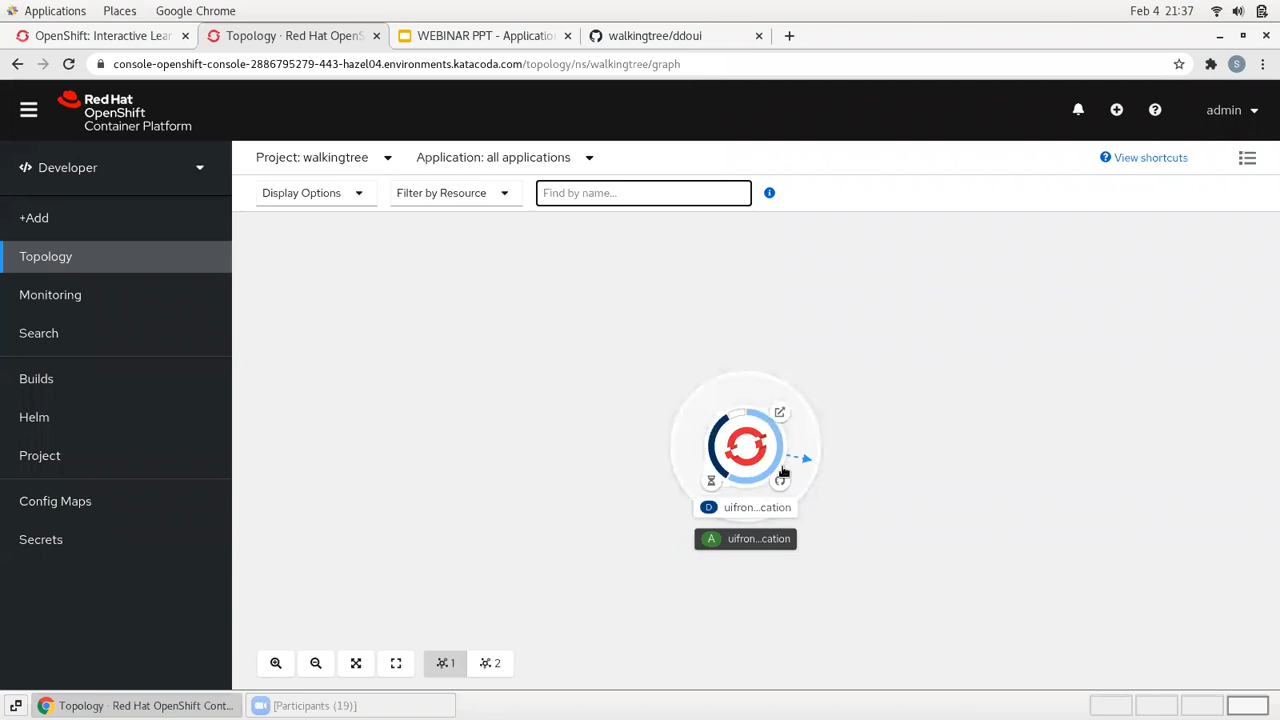 Applications Places Google Chrome Feb 4 21:37
OpenShift: Interactive Lear Topology · Red Hat OpenS WEBINAR PPT - Applicatio walkingtree/ddoui
console-openshift-console-2886795279-443-hazel04.environments.katacoda.com/topology/ns/walkingtree/graph S
Red Hat
OpenShift
Container Platform
admin
Developer
Project: walkingtree Application: all applications View shortcuts
Display Options Filter by Resource Find by name...
+Add
Topology
Monitoring
Search
Builds
Helm
Project
Config Maps
Secrets
D uifron...cation
A uifron...cation
1 2
Topology · Red Hat OpenShift Cont... [Participants (19)]